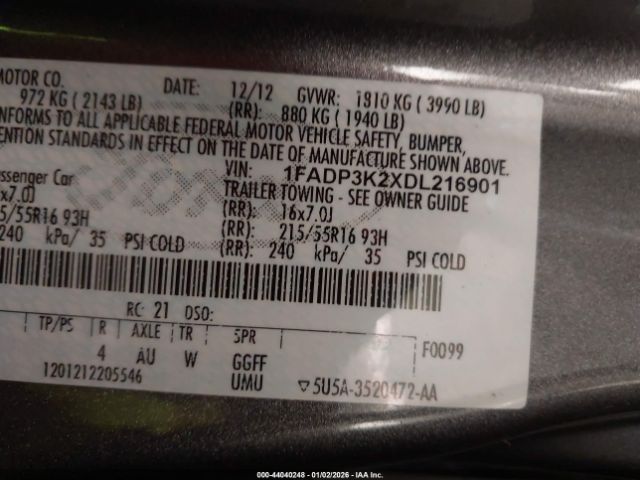 MOTOR CO. DATE: 12/12 GVWR: 1810 KG ( 3990 LB)
972 KG ( 2143 LB) (RR): 880 KG ( 1940 LB)
NFORMS TO ALL APPLICABLE FEDERAL MOTOR VEHICLE SAFETY, BUMPER,
ENTION STANDARDS IN EFFECT ON THE DATE OF MANUFACTURE SHOWN ABOVE.
VIN: 1FADP3K2XDL216901
ssenger Car TRAILER TOWING - SEE OWNER GUIDE
x7.0J (RR): 16x7.0J
5/55R16 93H (RR): 215/55R16 93H
240 kPa/ 35 PSI COLD (RR): 240 kPa/ 35 PSI COLD
RC: 21 DSO:
TP/PS R AXLE TR SPR F0099
4 AU W GGFF
1201212205546 UMU ▽5U5A-3520472-AA
000-44040248 - 01/02/2026 - IAA Inc.